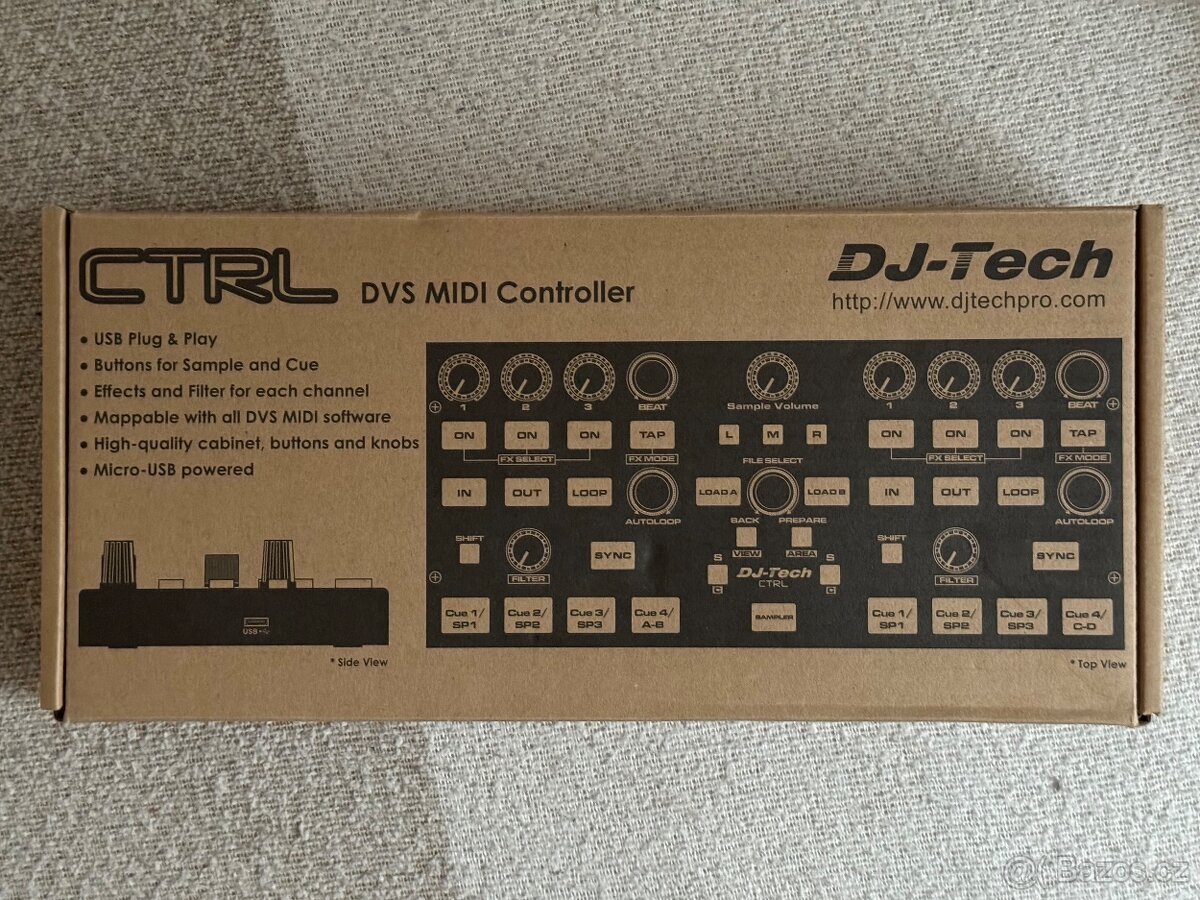 CTRL DVS MIDI Controller
DJ-Tech
http://www.djtechpro.com
• USB Plug & Play
• Buttons for Sample and Cue
• Effects and Filter for each channel
• Mappable with all DVS MIDI software
• High-quality cabinet, buttons and knobs
• Micro-USB powered
USB
* Side View
1 2 3 BEAT Sample Volume 1 2 3 BEAT
ON ON ON TAP L M R ON ON ON TAP
FX SELECT FX MODE FILE SELECT FX SELECT FX MODE
IN OUT LOOP LOAD A LOAD B IN OUT LOOP
AUTOLOOP BACK PREPARE AUTOLOOP
SHIFT SYNC VIEW AREA SHIFT SYNC
S S
DJ-Tech
CTRL
C C
FILTER FILTER
Cue 1/ Cue 2/ Cue 3/ Cue 4/ SAMPLER Cue 1/ Cue 2/ Cue 3/ Cue 4/
SP1 SP2 SP3 A-B SP1 SP2 SP3 C-D
* Top View
Bazos.cz